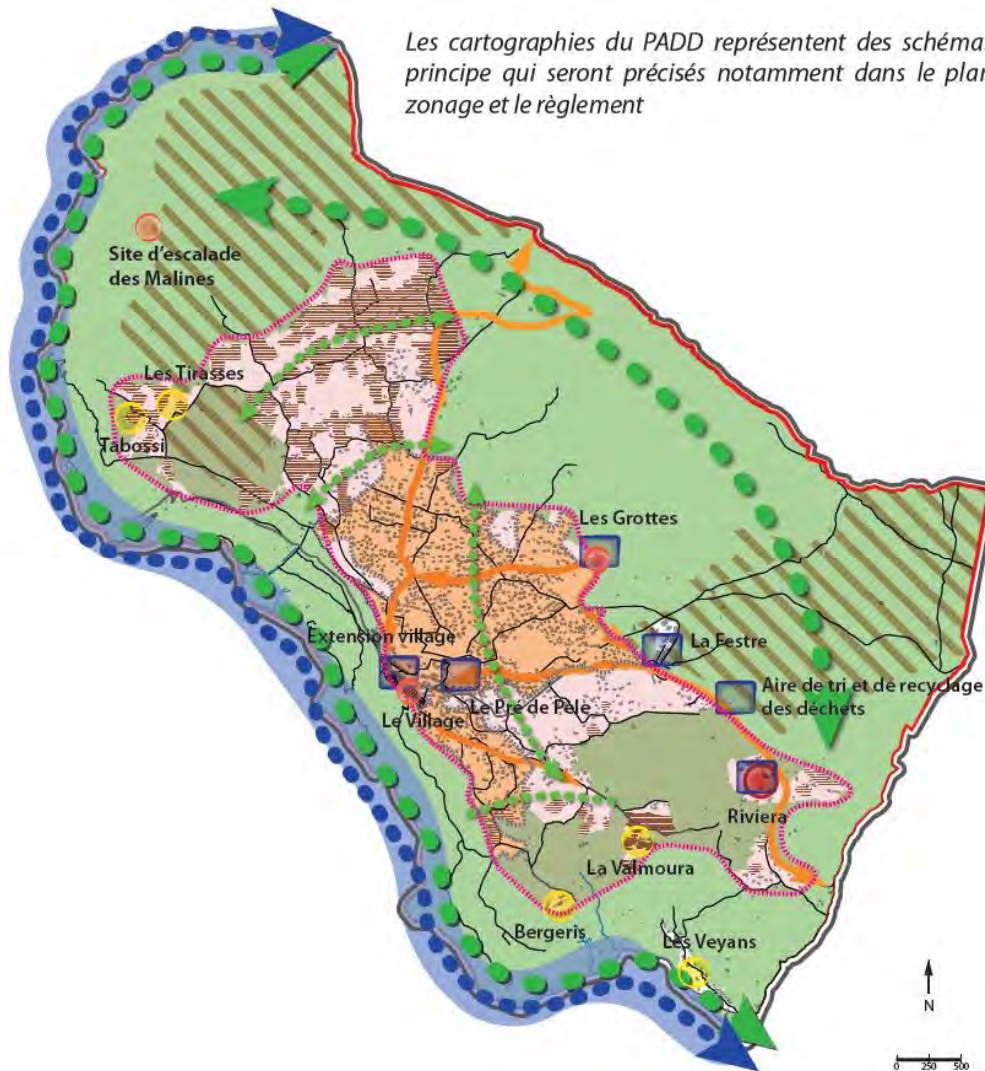 Les cartographies du PADD représentent des schéma
principe qui seront précisés notamment dans le plan
zonage et le règlement
Site d'escalade
des Malines
Les Tirasses
Tabossi
Les Grottes
Extension village
La Festre
Aire de tri et de recyclage
des déchets
Le Pré de Pèle
Le Village
Riviera
La Valmoura
Bergeris
Les Veyans
N
0 250 500